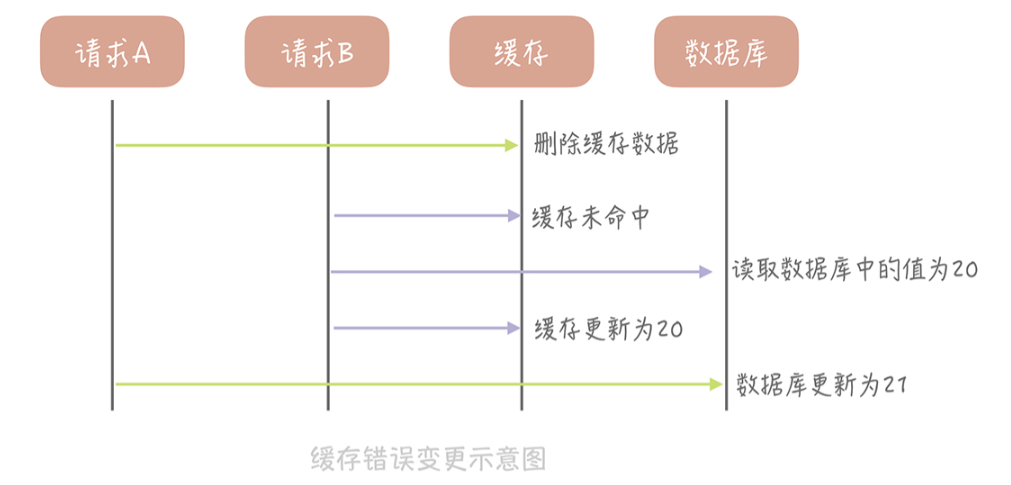 请求A 请求B 缓存 数据库
删除缓存数据
缓存未命中
读取数据库中的值为20
缓存更新为20
数据库更新为21
缓存错误变更示意图